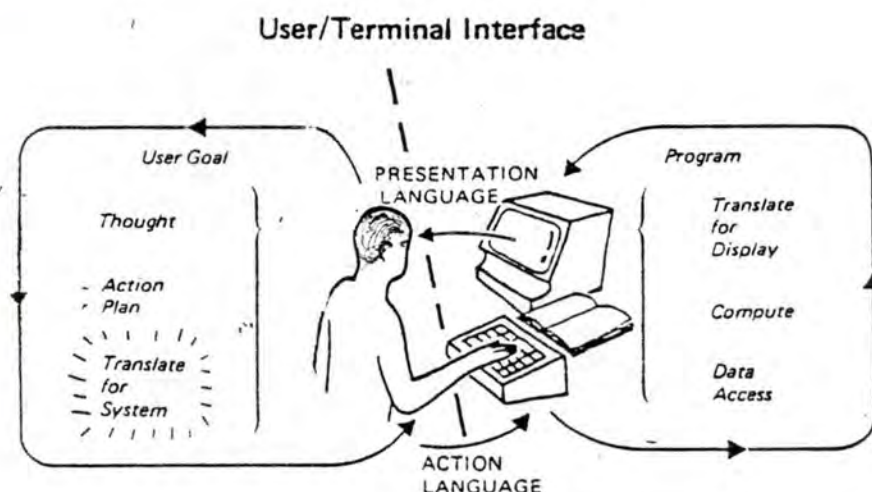 User/Terminal Interface
User Goal
Thought
Action
Plan
Translate
for
System
PRESENTATION
LANGUAGE
ACTION
LANGUAGE
Program
Translate
for
Display
Compute
Data
Access